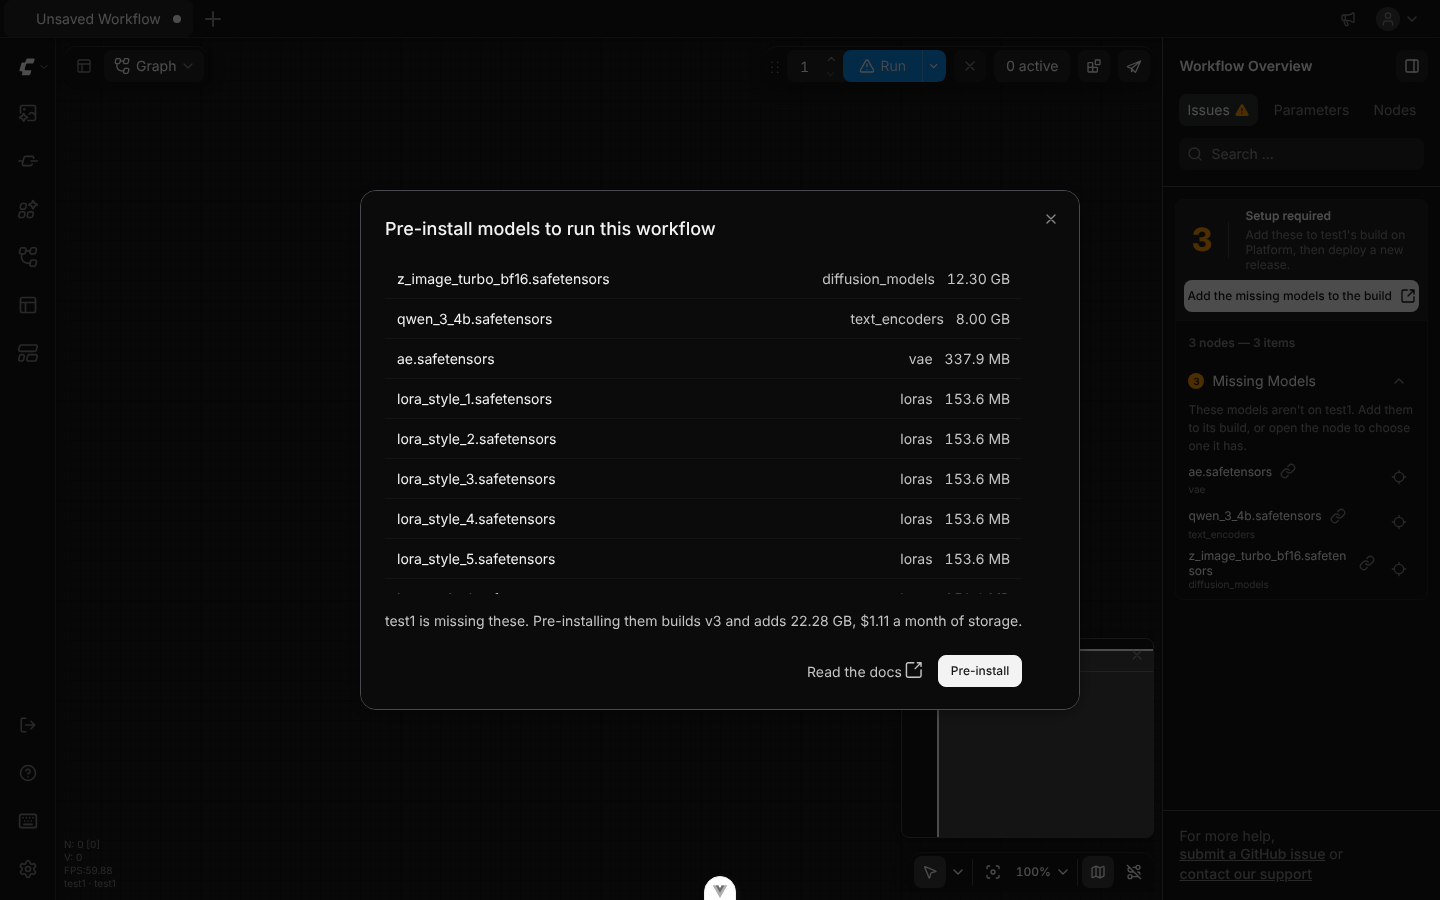 Unsaved Workflow
Graph
1
Run
0 active
Workflow Overview
Issues
Parameters
Nodes
Search ...
3
Setup required
Add these to test1's build on
Platform, then deploy a new
release.
Add the missing models to the build
3 nodes — 3 items
3
Missing Models
These models aren't on test1. Add them
to its build, or open the node to choose
one it has.
ae.safetensors
vae
qwen_3_4b.safetensors
text_encoders
z_image_turbo_bf16.safeten
sors
diffusion_models
For more help,
submit a GitHub issue or
contact our support
Pre-install models to run this workflow
z_image_turbo_bf16.safetensors diffusion_models 12.30 GB
qwen_3_4b.safetensors text_encoders 8.00 GB
ae.safetensors vae 337.9 MB
lora_style_1.safetensors loras 153.6 MB
lora_style_2.safetensors loras 153.6 MB
lora_style_3.safetensors loras 153.6 MB
lora_style_4.safetensors loras 153.6 MB
lora_style_5.safetensors loras 153.6 MB
test1 is missing these. Pre-installing them builds v3 and adds 22.28 GB, $1.11 a month of storage.
Read the docs
Pre-install
N: 0 [0]
V: 0
FPS:59.88
test1 · test1
100%